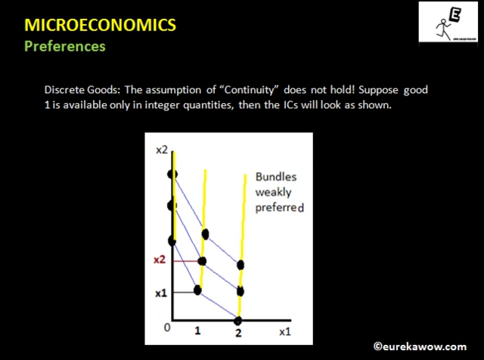 MICROECONOMICS
Preferences
E
Discrete Goods: The assumption of “Continuity” does not hold! Suppose good
1 is available only in integer quantities, then the ICs will look as shown.
x2
Bundles
weakly
preferred
x2
x1
0 1 2 x1
©eurekawow.com